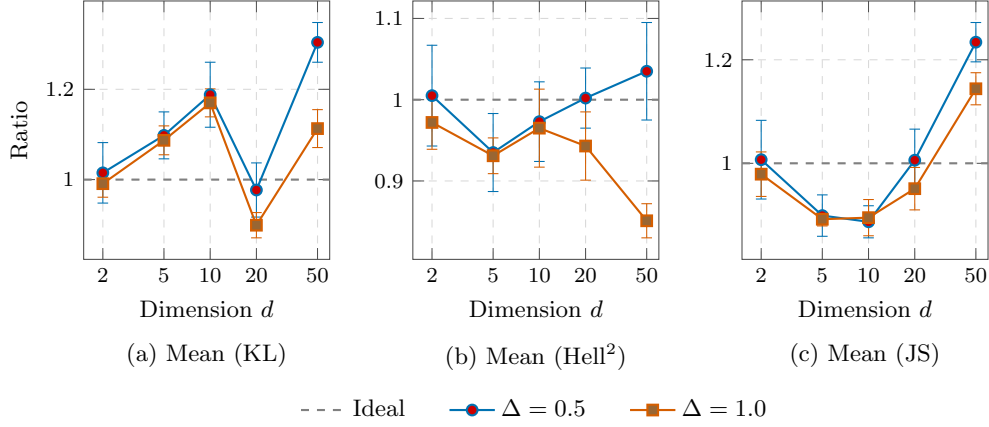 Ratio
1.2
1
2 5 10 20 50
Dimension d
(a) Mean (KL)
1.1
1
0.9
2 5 10 20 50
Dimension d
(b) Mean (Hell²)
1.2
1
2 5 10 20 50
Dimension d
(c) Mean (JS)
Ideal Δ = 0.5 Δ = 1.0